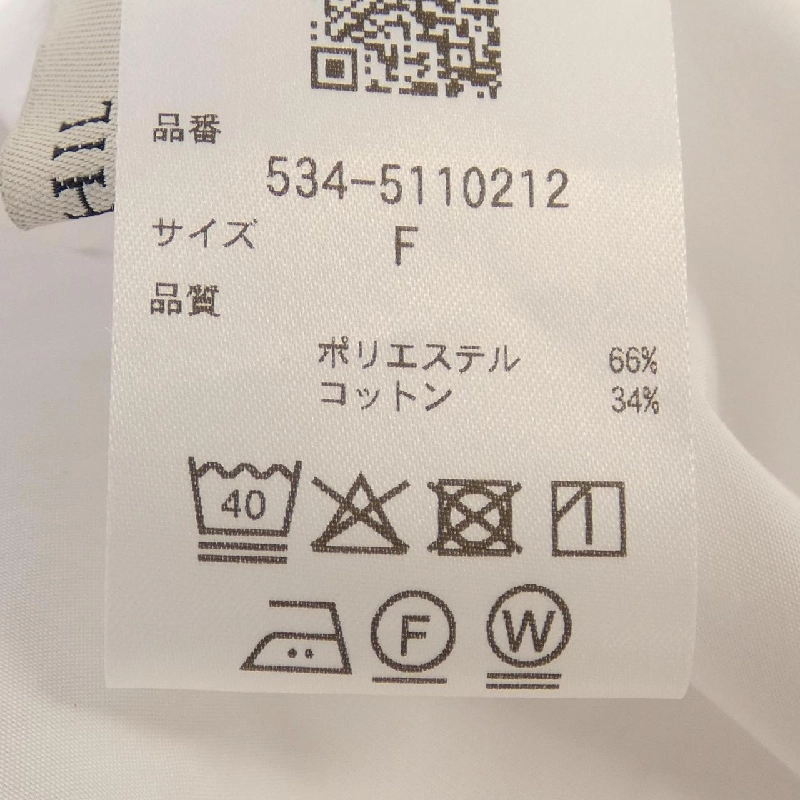 品番
534-5110212
サイズ F
品質
ポリエステル 66%
コットン 34%
40
F W